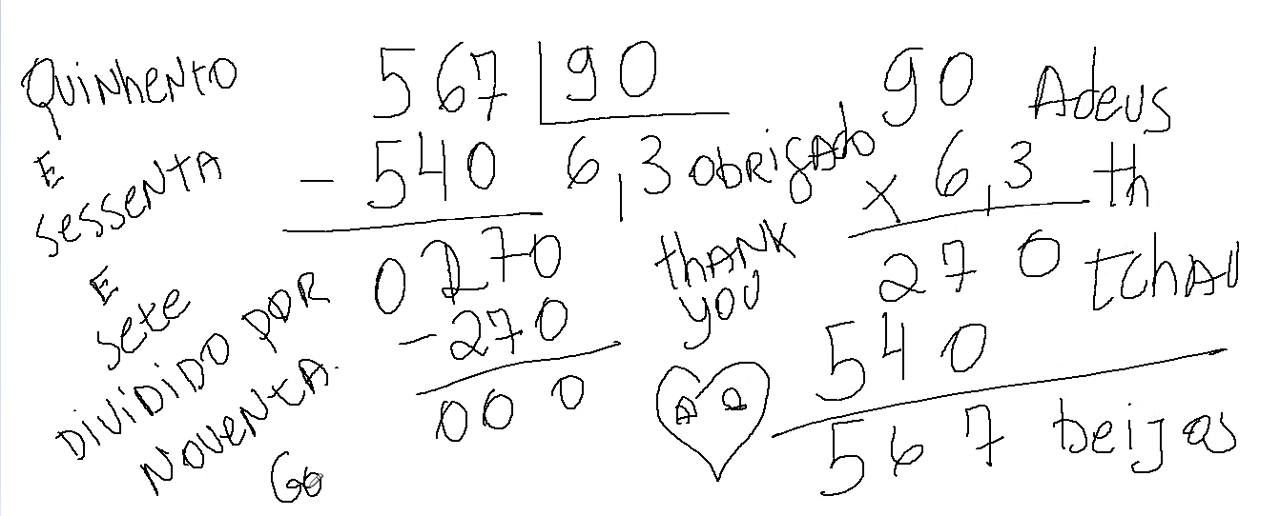 QUINHENTO
E
SESSENTA
E
SETE
DIVIDIDO POR
NOVENTA.
Go
567 90
- 540 6,3 obrigado
0270
- 270
000
THANK
YOU
A Q
90 Adeus
x 6,3 th
270 tchau
540
567 beijos